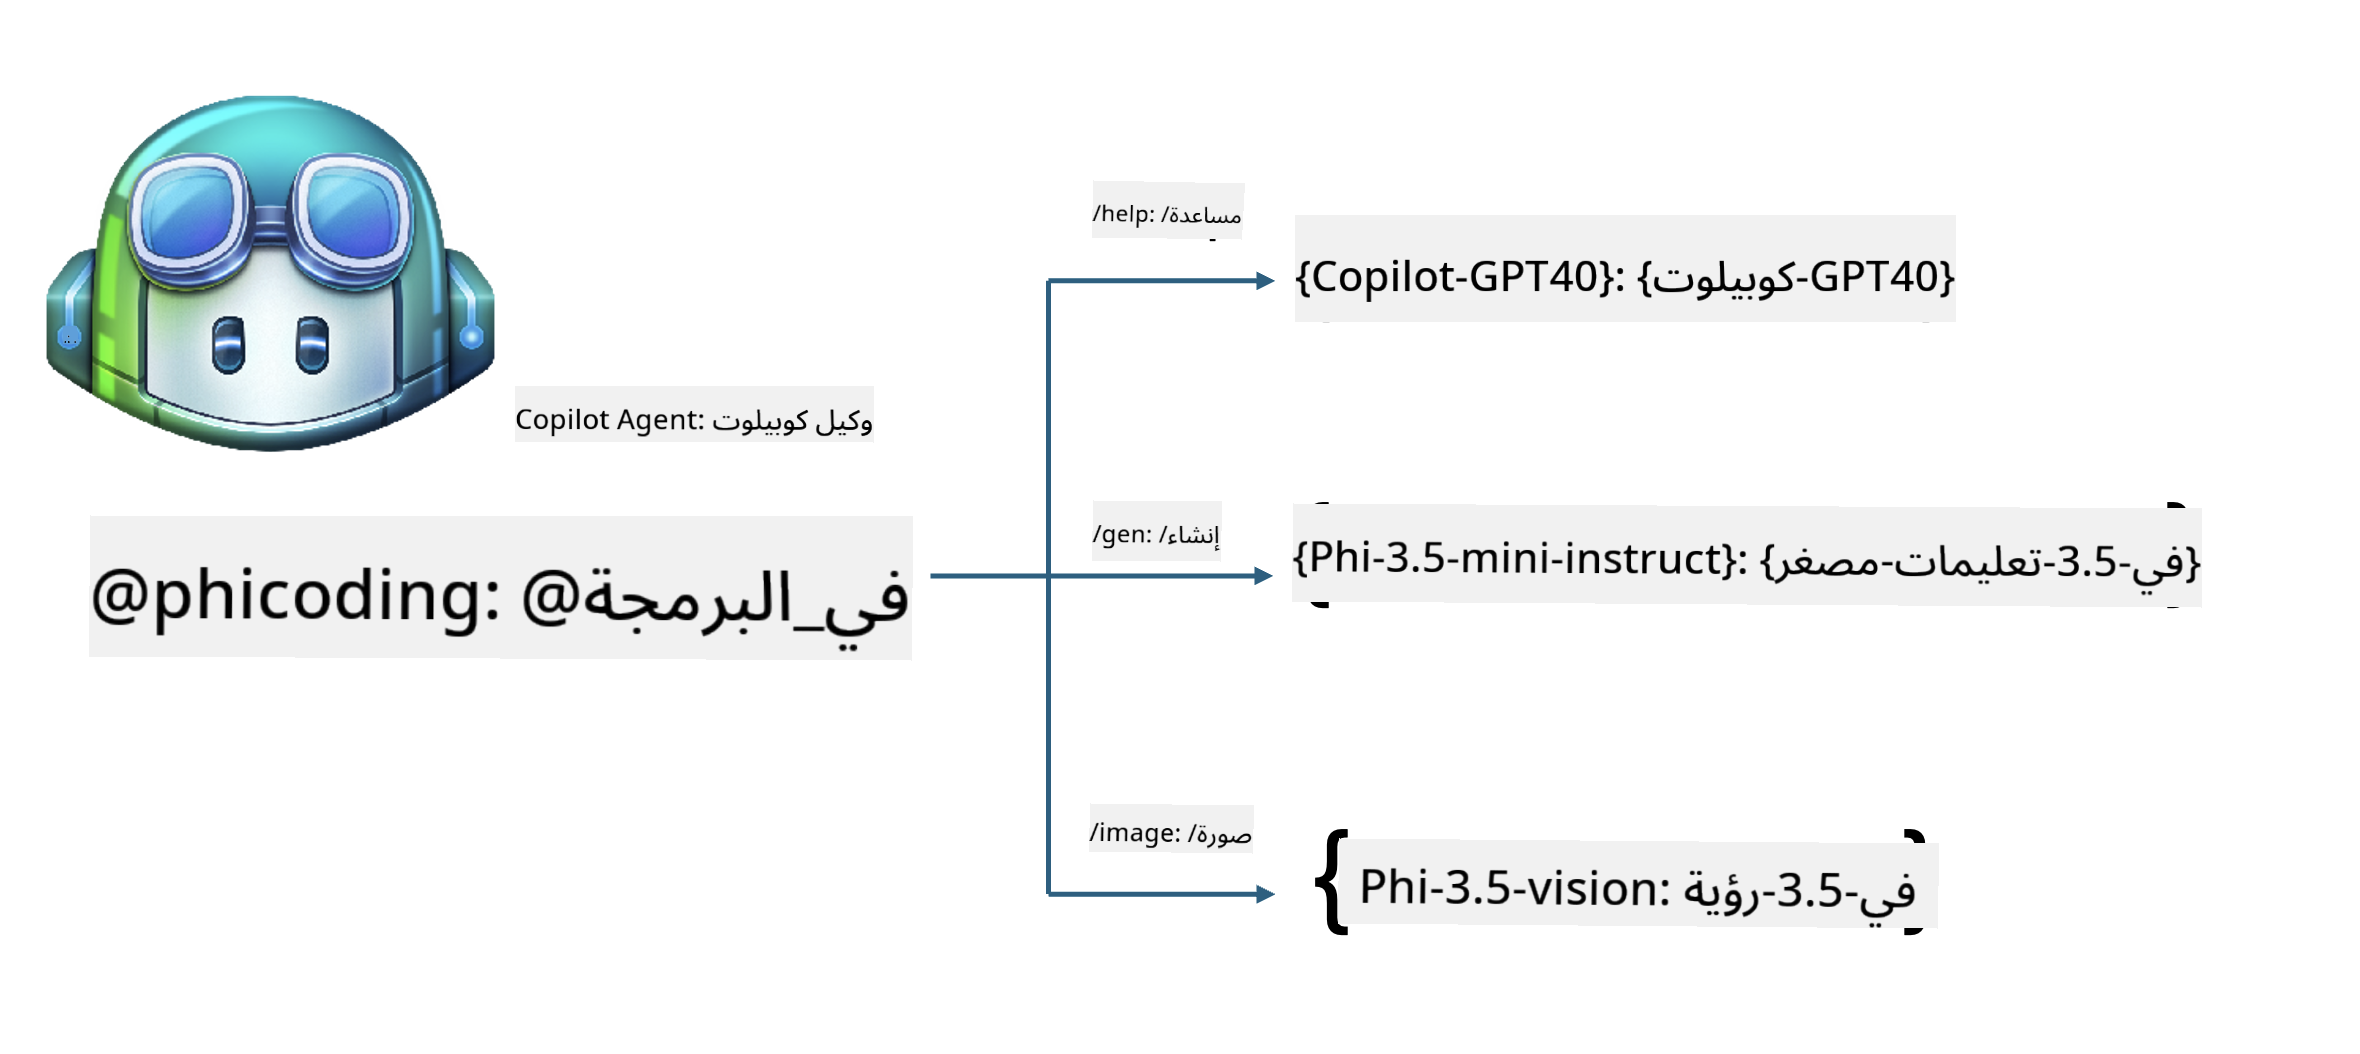 /help: /مساعدة
{Copilot-GPT40}: {كوبيلوت-GPT40}
Copilot Agent: وكيل كوبيلوت
/gen: /إنشاء
@phicoding: @في_البرمجة
{Phi-3.5-mini-instruct}: {في-3.5-تعليمات-مصغر}
/image: /صورة
{ Phi-3.5-vision: في-3.5-رؤية }